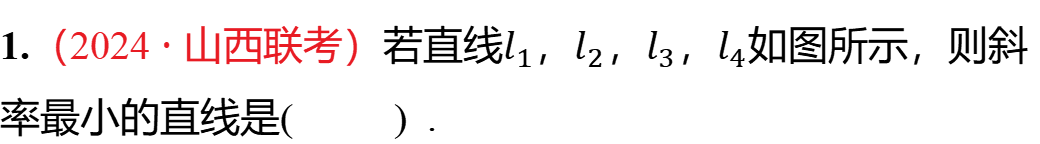 1.（2024·山西联考）若直线l₁，l₂，l₃，l₄如图所示，则斜
率最小的直线是(　　).